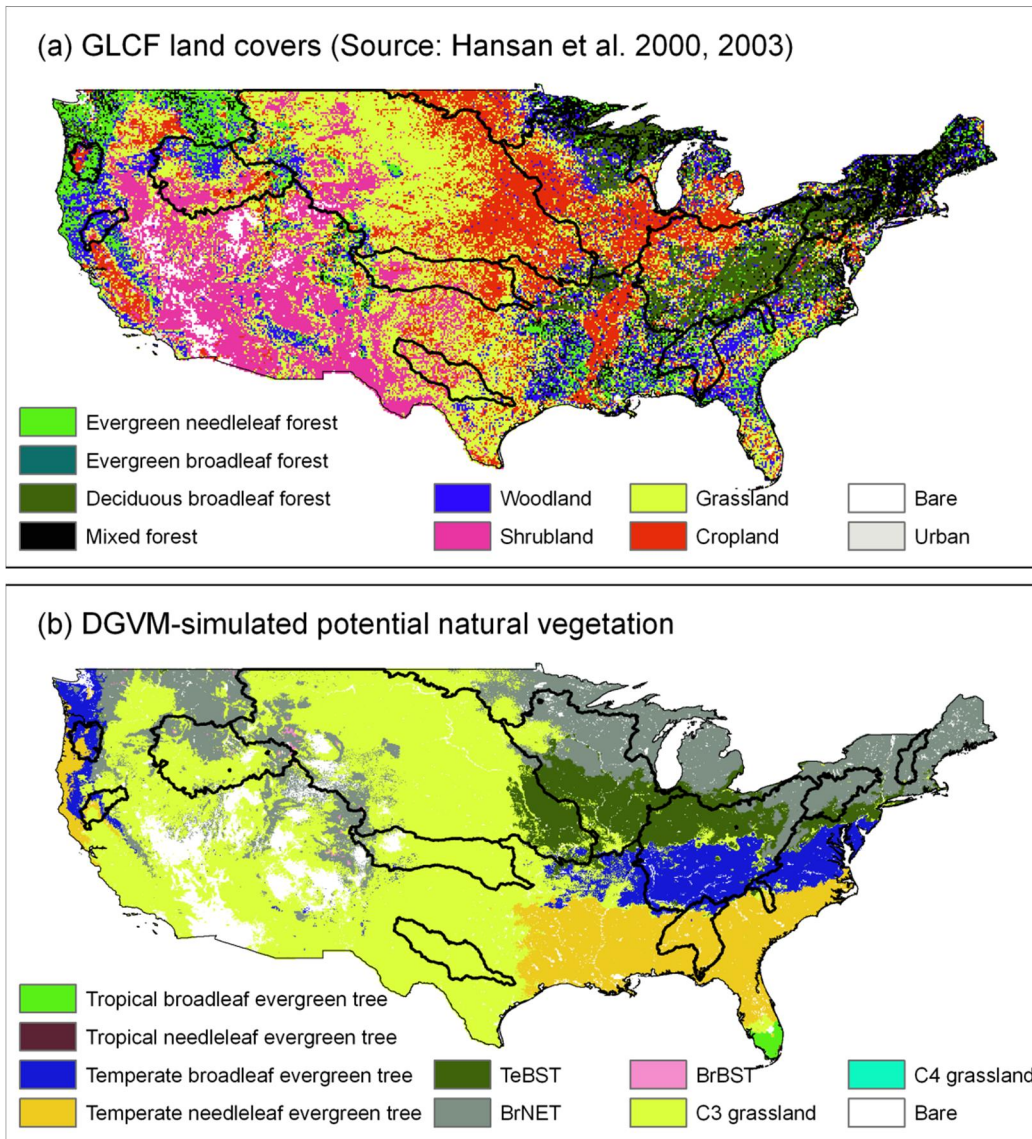 (a) GLCF land covers (Source: Hansan et al. 2000, 2003)
Evergreen needleleaf forest
Evergreen broadleaf forest
Deciduous broadleaf forest
Mixed forest
Woodland
Shrubland
Grassland
Cropland
Bare
Urban
(b) DGVM-simulated potential natural vegetation
Tropical broadleaf evergreen tree
Tropical needleleaf evergreen tree
Temperate broadleaf evergreen tree
Temperate needleleaf evergreen tree
TeBST
BrNET
BrBST
C3 grassland
C4 grassland
Bare